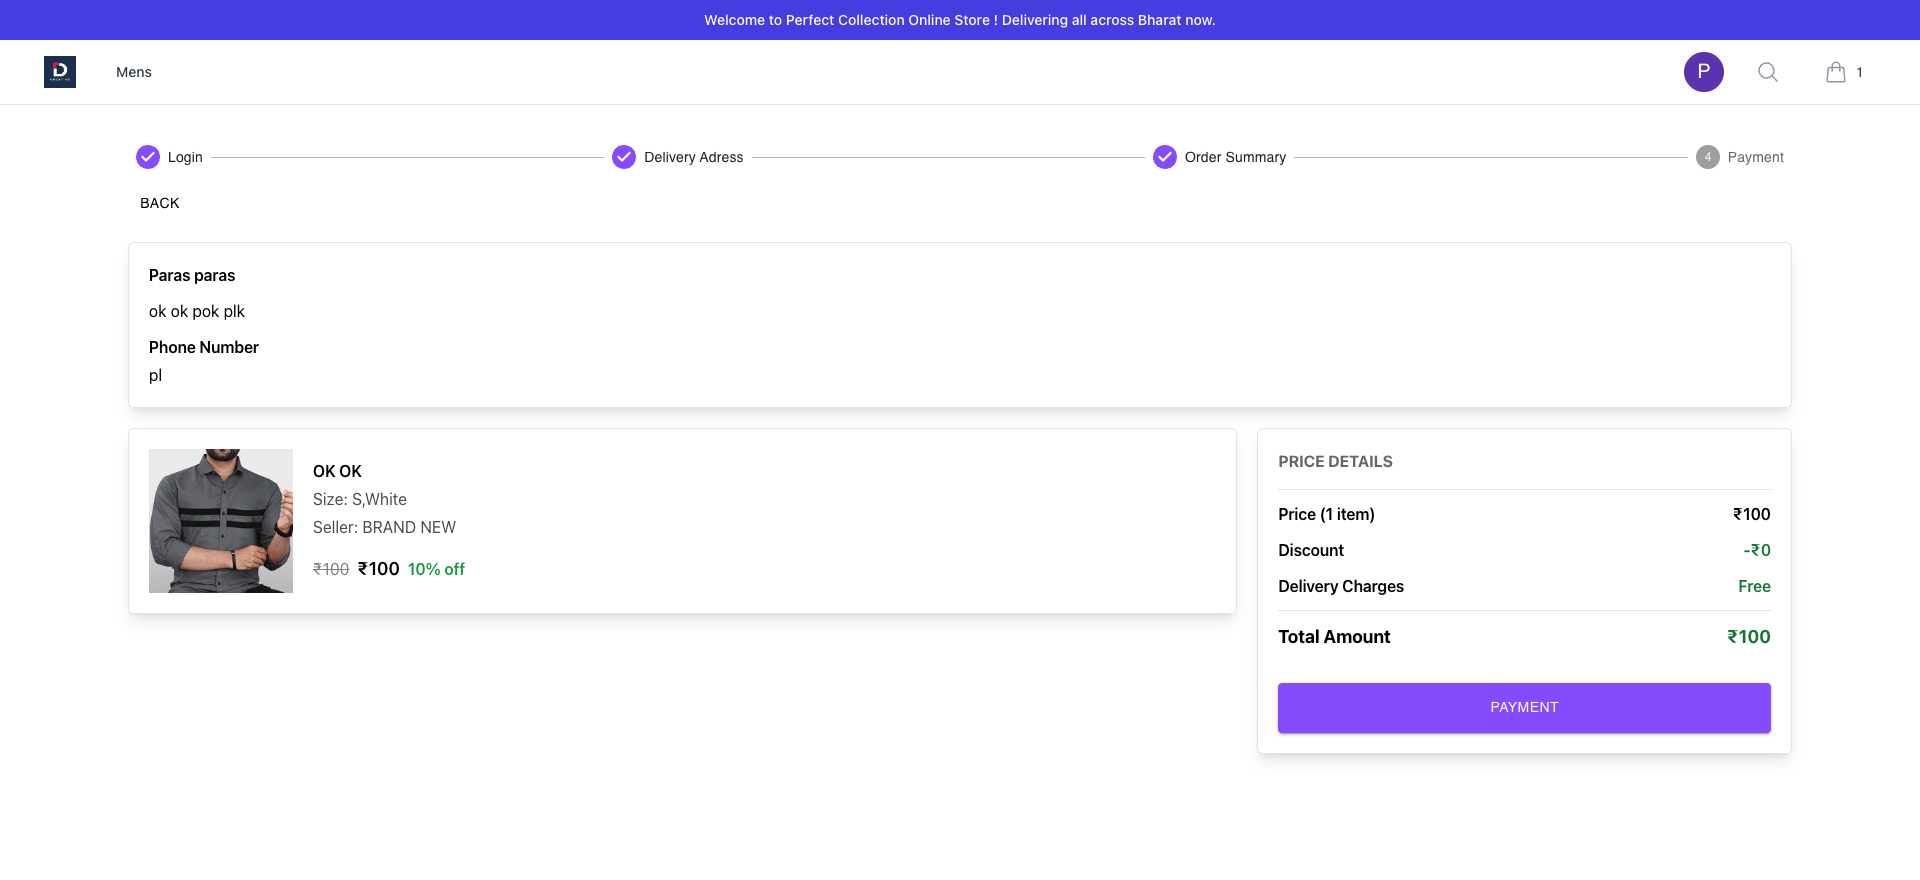 Welcome to Perfect Collection Online Store ! Delivering all across Bharat now.
D
Mens
P
1
Login
Delivery Adress
Order Summary
4
Payment
BACK
Paras paras
ok ok pok plk
Phone Number
pl
OK OK
Size: S,White
Seller: BRAND NEW
₹100 ₹100 10% off
PRICE DETAILS
Price (1 item) ₹100
Discount -₹0
Delivery Charges Free
Total Amount ₹100
PAYMENT